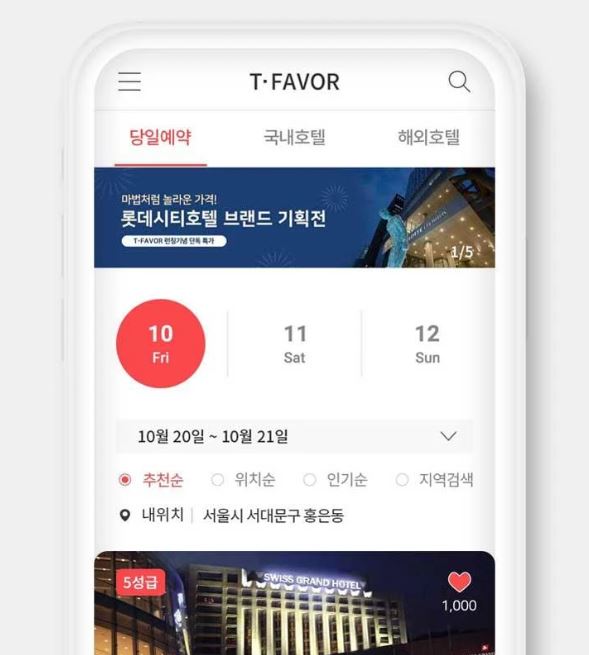 T·FAVOR
당일예약 국내호텔 해외호텔
마법처럼 놀라운 가격!
롯데시티호텔 브랜드 기획전
T-FAVOR 런칭기념 단독 특가
1/5
10 11 12
Fri Sat Sun
10월 20일 ~ 10월 21일
추천순 위치순 인기순 지역검색
내위치 | 서울시 서대문구 홍은동
5성급
SWISS GRAND HOTEL
1,000